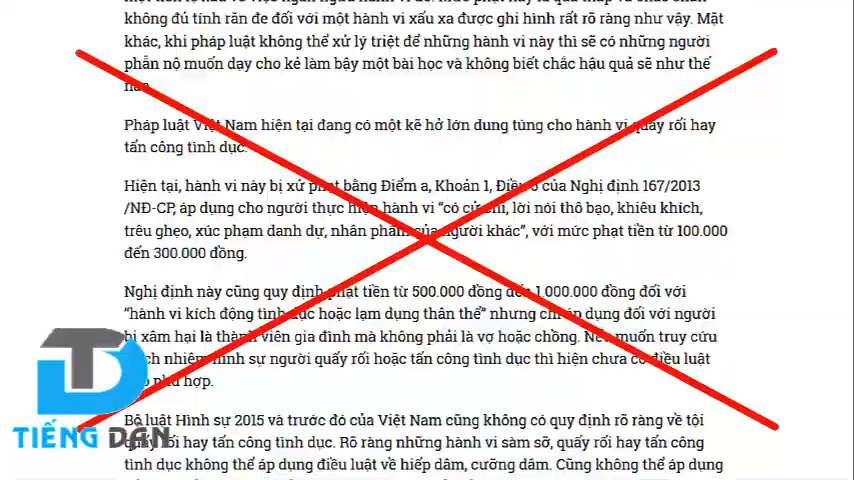 không đủ tính răn đe đối với một hành vi xấu xa được ghi hình rất rõ ràng như vậy. Mặt
khác, khi pháp luật không thể xử lý triệt để những hành vi này thì sẽ có những người
phẫn nộ muốn dạy cho kẻ làm bậy một bài học và không biết chắc hậu quả sẽ như thế
nào.
Pháp luật Việt Nam hiện tại đang có một kẽ hở lớn dung túng cho hành vi quấy rối hay
tấn công tình dục.
Hiện tại, hành vi này bị xử phạt bằng Điểm a, Khoản 1, Điều 5 của Nghị định 167/2013
/NĐ-CP, áp dụng cho người thực hiện hành vi “có cử chỉ, lời nói thô bạo, khiêu khích,
trêu ghẹo, xúc phạm danh dự, nhân phẩm của người khác”, với mức phạt tiền từ 100.000
đến 300.000 đồng.
Nghị định này cũng quy định phạt tiền từ 500.000 đồng đến 1.000.000 đồng đối với
“hành vi kích động tình dục hoặc lạm dụng thân thể” nhưng chỉ áp dụng đối với người
bị xâm hại là thành viên gia đình mà không phải là vợ hoặc chồng. Nếu muốn truy cứu
trách nhiệm hình sự người quấy rối hoặc tấn công tình dục thì hiện chưa có điều luật
phù hợp.
Bộ luật Hình sự 2015 và trước đó của Việt Nam cũng không có quy định rõ ràng về tội
quấy rối hay tấn công tình dục. Rõ ràng những hành vi sàm sỡ, quấy rối hay tấn công
tình dục không thể áp dụng điều luật về hiếp dâm, cưỡng dâm. Cũng không thể áp dụng
TIẾNG DÂN